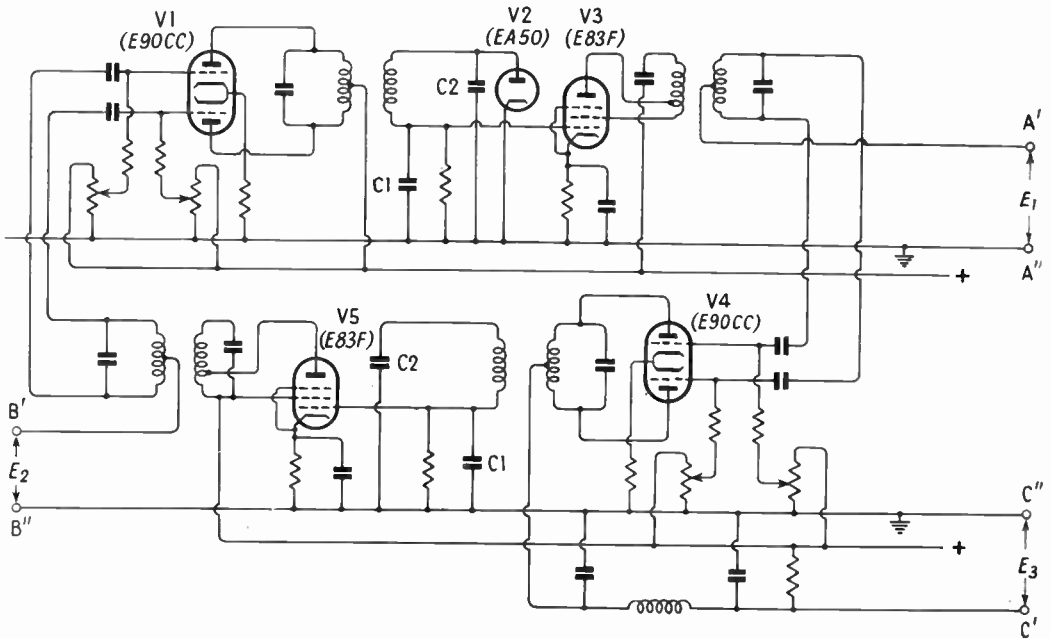 V1
(E90CC)
V2
(EA50)
V3
(E83F)
C2
C1
A'
E1
A"
+
V5
(E83F)
V4
(E90CC)
C2
C1
B'
E2
B"
C"
+
E3
C'